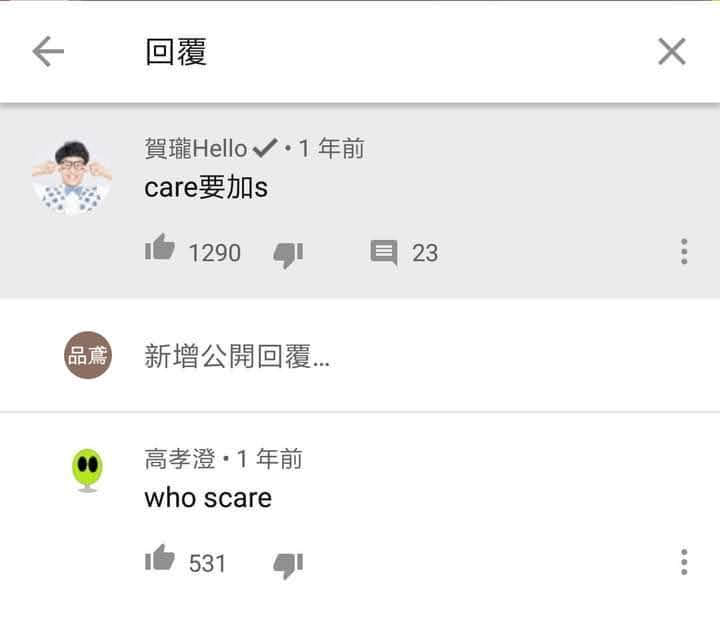 回覆
賀瓏Hello✔ • 1 年前
care要加s
1290
23
品鳶
新增公開回覆...
高孝澄 • 1 年前
who scare
531